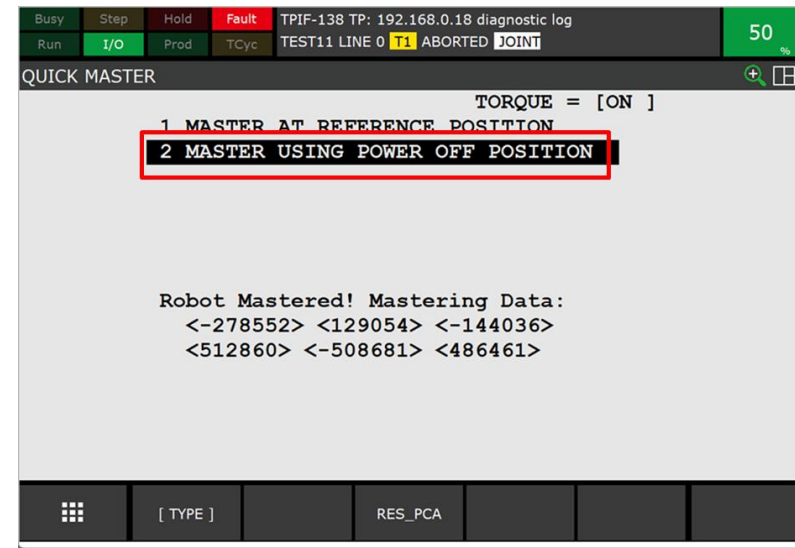 Busy Step Hold Fault TPIF-138 TP: 192.168.0.18 diagnostic log
Run I/O Prod TCyc TEST11 LINE 0 T1 ABORTED JOINT
50 %
QUICK MASTER
TORQUE = [ON ]
1 MASTER AT REFERENCE POSITION
2 MASTER USING POWER OFF POSITION
Robot Mastered! Mastering Data:
<-278552> <129054> <-144036>
<512860> <-508681> <486461>
[ TYPE ] RES_PCA